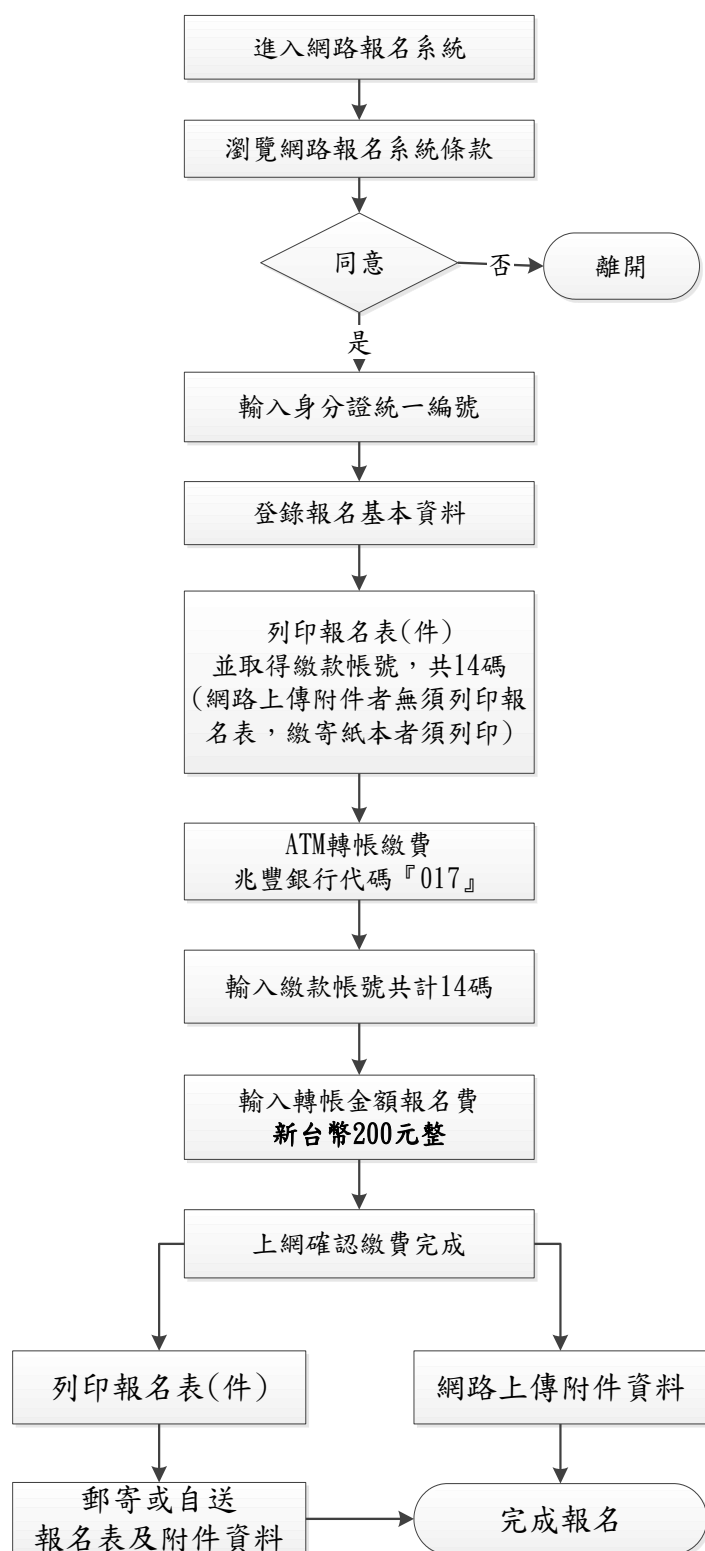 進入網路報名系統
瀏覽網路報名系統條款
同意
否
離開
是
輸入身分證統一編號
登錄報名基本資料
列印報名表(件)
並取得繳款帳號，共14碼
(網路上傳附件者無須列印報
名表，繳寄紙本者須列印)
ATM轉帳繳費
兆豐銀行代碼『017』
輸入繳款帳號共計14碼
輸入轉帳金額報名費
新台幣200元整
上網確認繳費完成
列印報名表(件)
網路上傳附件資料
郵寄或自送
報名表及附件資料
完成報名